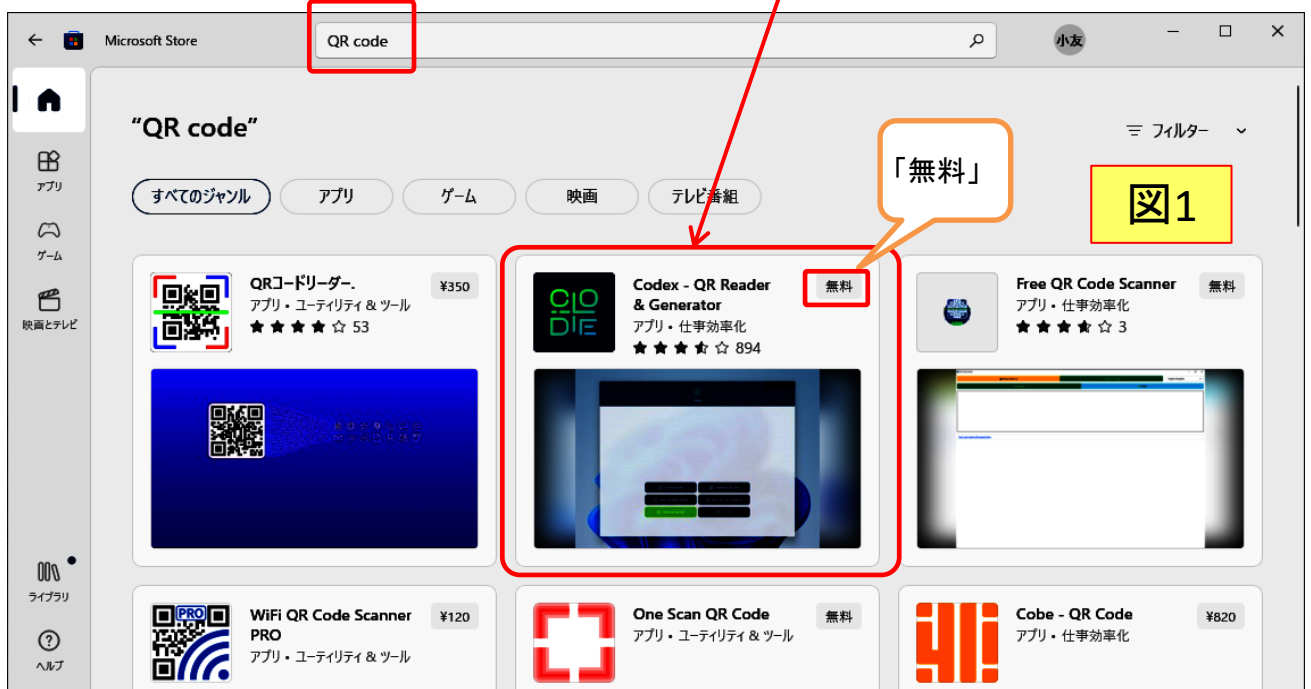 Microsoft Store
QR code
小友
"QR code"
フィルター
「無料」
図1
アプリ
ゲーム
映画とテレビ
ライブラリ
ヘルプ
すべてのジャンル
アプリ
ゲーム
映画
テレビ番組
QRコードリーダー.
¥350
アプリ • ユーティリティ & ツール
53
Codex - QR Reader
& Generator
無料
アプリ • 仕事効率化
894
CLO
DIE
Free QR Code Scanner
無料
アプリ • 仕事効率化
3
WiFi QR Code Scanner
PRO
¥120
アプリ • ユーティリティ & ツール
PRO
One Scan QR Code
無料
アプリ • ユーティリティ & ツール
Cobe - QR Code
¥820
アプリ • 仕事効率化